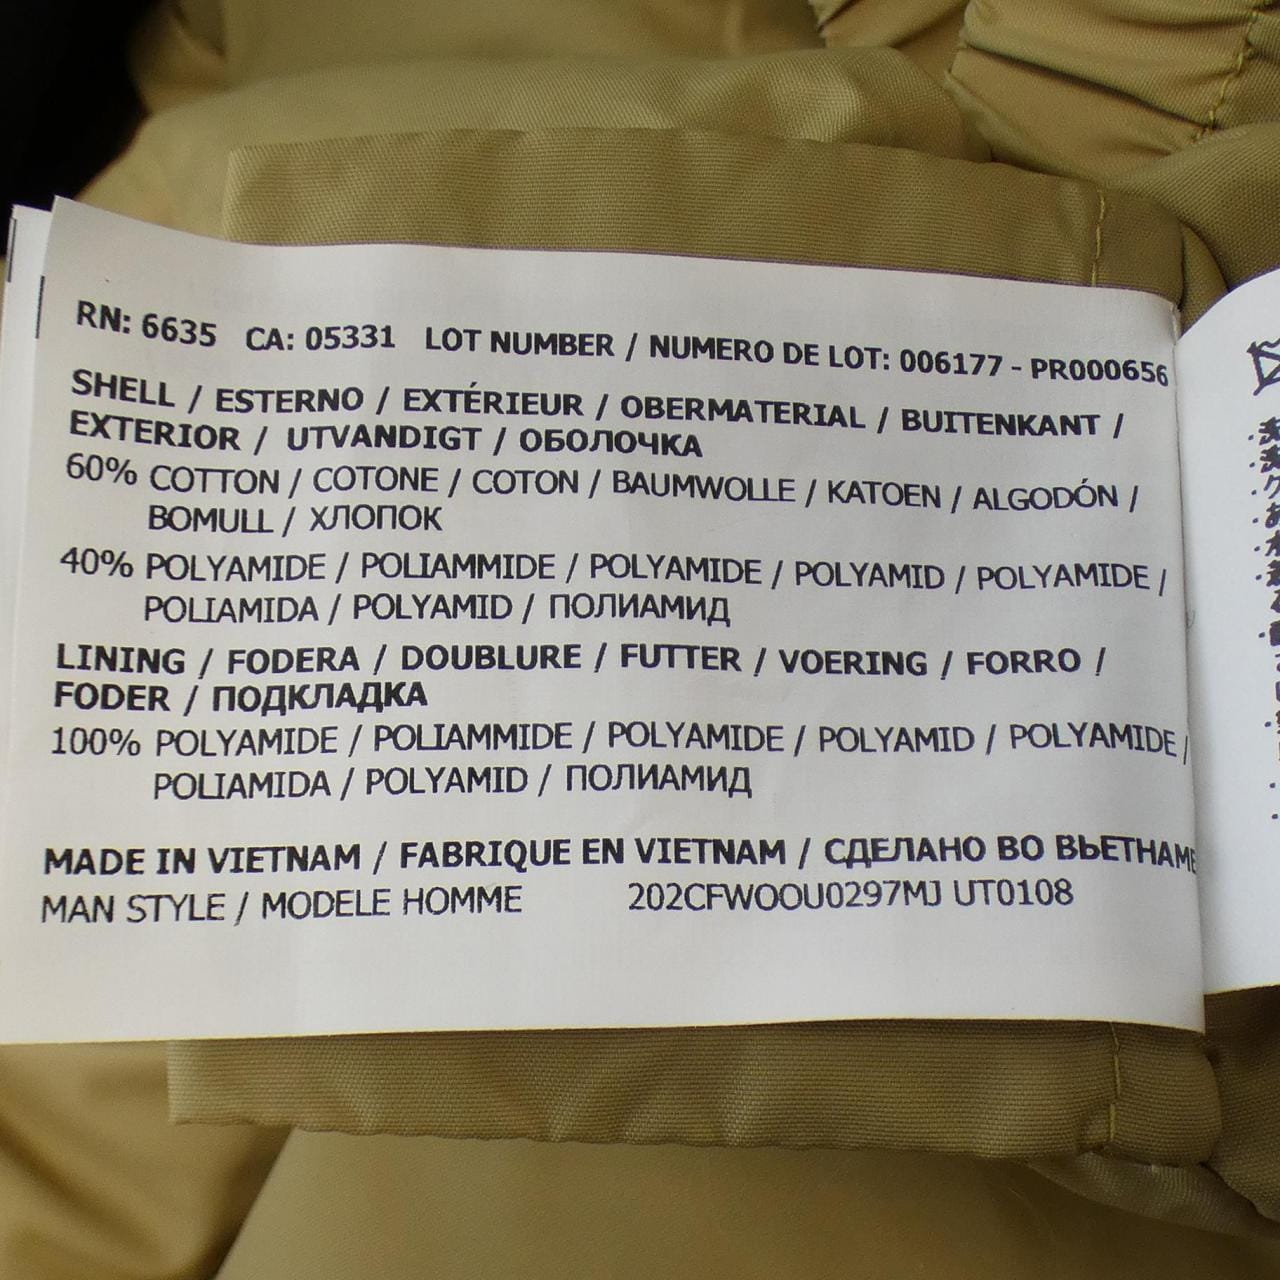 RN: 6635 CA: 05331 LOT NUMBER / NUMERO DE LOT: 006177 - PR000656
SHELL / ESTERNO / EXTÉRIEUR / OBERMATERIAL / BUITENKANT /
EXTERIOR / UTVANDIGT / ОБОЛОЧКА
60% COTTON / COTONE / COTON / BAUMWOLLE / KATOEN / ALGODÓN /
BOMULL / ХЛОПОК
40% POLYAMIDE / POLIAMMIDE / POLYAMIDE / POLYAMID / POLYAMIDE /
POLIAMIDA / POLYAMID / ПОЛИАМИД
LINING / FODERA / DOUBLURE / FUTTER / VOERING / FORRO /
FODER / ПОДКЛАДКА
100% POLYAMIDE / POLIAMMIDE / POLYAMIDE / POLYAMID / POLYAMIDE /
POLIAMIDA / POLYAMID / ПОЛИАМИД
MADE IN VIETNAM / FABRIQUE EN VIETNAM / СДЕЛАНО ВО ВЬЕТНАМЕ
MAN STYLE / MODELE HOMME 202CFWOOU0297MJ UT0108